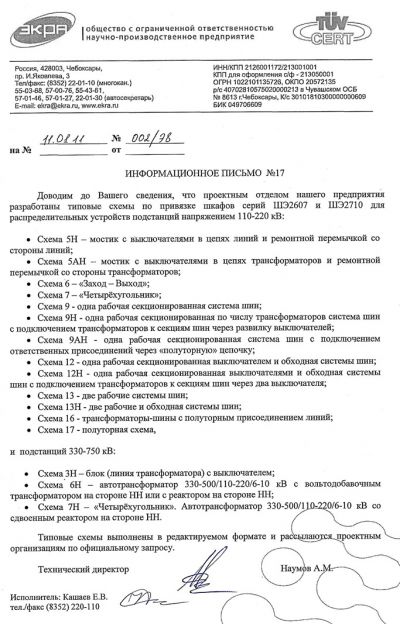 ЭКРА
общество с ограниченной ответственностью
научно-производственное предприятие
TÜV
CERT
Россия, 428003, Чебоксары,
пр. И.Яковлева, 3
Тел/факс: (8352) 22-01-10 (многокан.)
55-03-68, 57-00-76, 55-43-61,
57-01-46, 57-01-27, 22-01-30 (автосекретарь)
E-mail: ekra@ekra.ru, www.ekra.ru
ИНН/КПП 2126001172/213001001
КПП для оформления с/ф - 213050001
ОГРН 1022101135726, ОКПО 20572135
р/с 40702810575020000213 в Чувашском ОСБ
№ 8613 г.Чебоксары, К/с 30101810300000000609
БИК 049706609
11.08.11 № 002/ЭВ
на № от
ИНФОРМАЦИОННОЕ ПИСЬМО №17
Доводим до Вашего сведения, что проектным отделом нашего предприятия
разработаны типовые схемы по привязке шкафов серий ШЭ2607 и ШЭ2710 для
распределительных устройств подстанций напряжением 110-220 кВ:
• Схема 5Н – мостик с выключателями в цепях линий и ремонтной перемычкой со
стороны линий;
• Схема 5АН – мостик с выключателями в цепях трансформаторов и ремонтной
перемычкой со стороны трансформаторов;
• Схема 6 – «Заход – Выход»;
• Схема 7 – «Четырёхугольник»;
• Схема 9 - одна рабочая секционированная система шин;
• Схема 9Н - одна рабочая секционированная по числу трансформаторов система шин
с подключением трансформаторов к секциям шин через развилку выключателей;
• Схема 9АН - одна рабочая секционированная система шин с подключением
ответственных присоединений через «полуторную» цепочку;
• Схема 12 - одна рабочая секционированная выключателем и обходная системы шин;
• Схема 12Н - одна рабочая секционированная выключателями и обходная системы
шин с подключением трансформаторов к секциям шин через два выключателя;
• Схема 13 - две рабочие системы шин;
• Схема 13Н - две рабочие и обходная системы шин;
• Схема 16 - трансформаторы-шины с полуторным присоединением линий;
• Схема 17 - полуторная схема,
и подстанций 330-750 кВ:
• Схема 3Н – блок (линия трансформатора) с выключателем;
• Схема 6Н – автотрансформатор 330-500/110-220/6-10 кВ с вольтодобавочным
трансформатором на стороне НН или с реактором на стороне НН;
• Схема 7Н – «Четырёхугольник». Автотрансформатор 330-500/110-220/6-10 кВ со
сдвоенным реактором на стороне НН.
Типовые схемы выполнены в редактируемом формате и рассылаются проектным
организациям по официальному запросу.
Технический директор Наумов А.М.
Исполнитель: Кашаев Е.В.
тел./факс (8352) 220-110